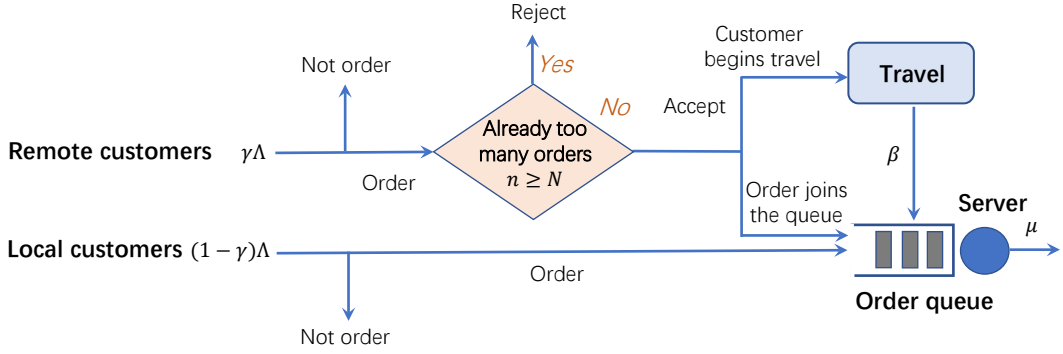 Reject
Customer
begins travel
Not order
Yes
Travel
No
Accept
Already too
many orders
n ≥ N
Remote customers γΛ
Order
β
Order joins
the queue
Server
μ
Local customers (1−γ)Λ
Order
Order queue
Not order